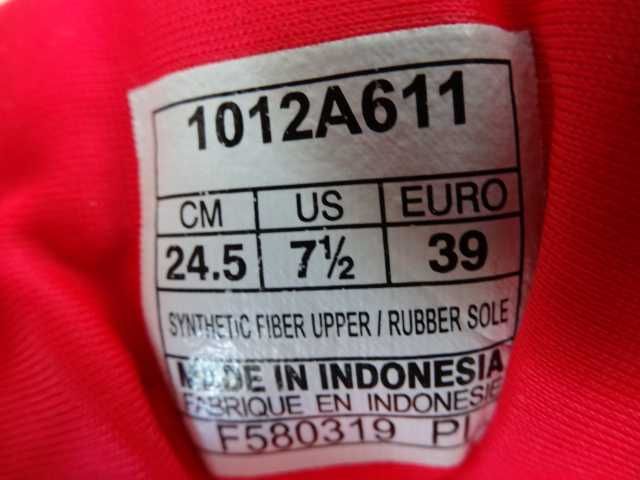 1012A611
CM US EURO
24.5 7½ 39
SYNTHETIC FIBER UPPER / RUBBER SOLE
MADE IN INDONESIA
FABRIQUE EN INDONESIE
F580319